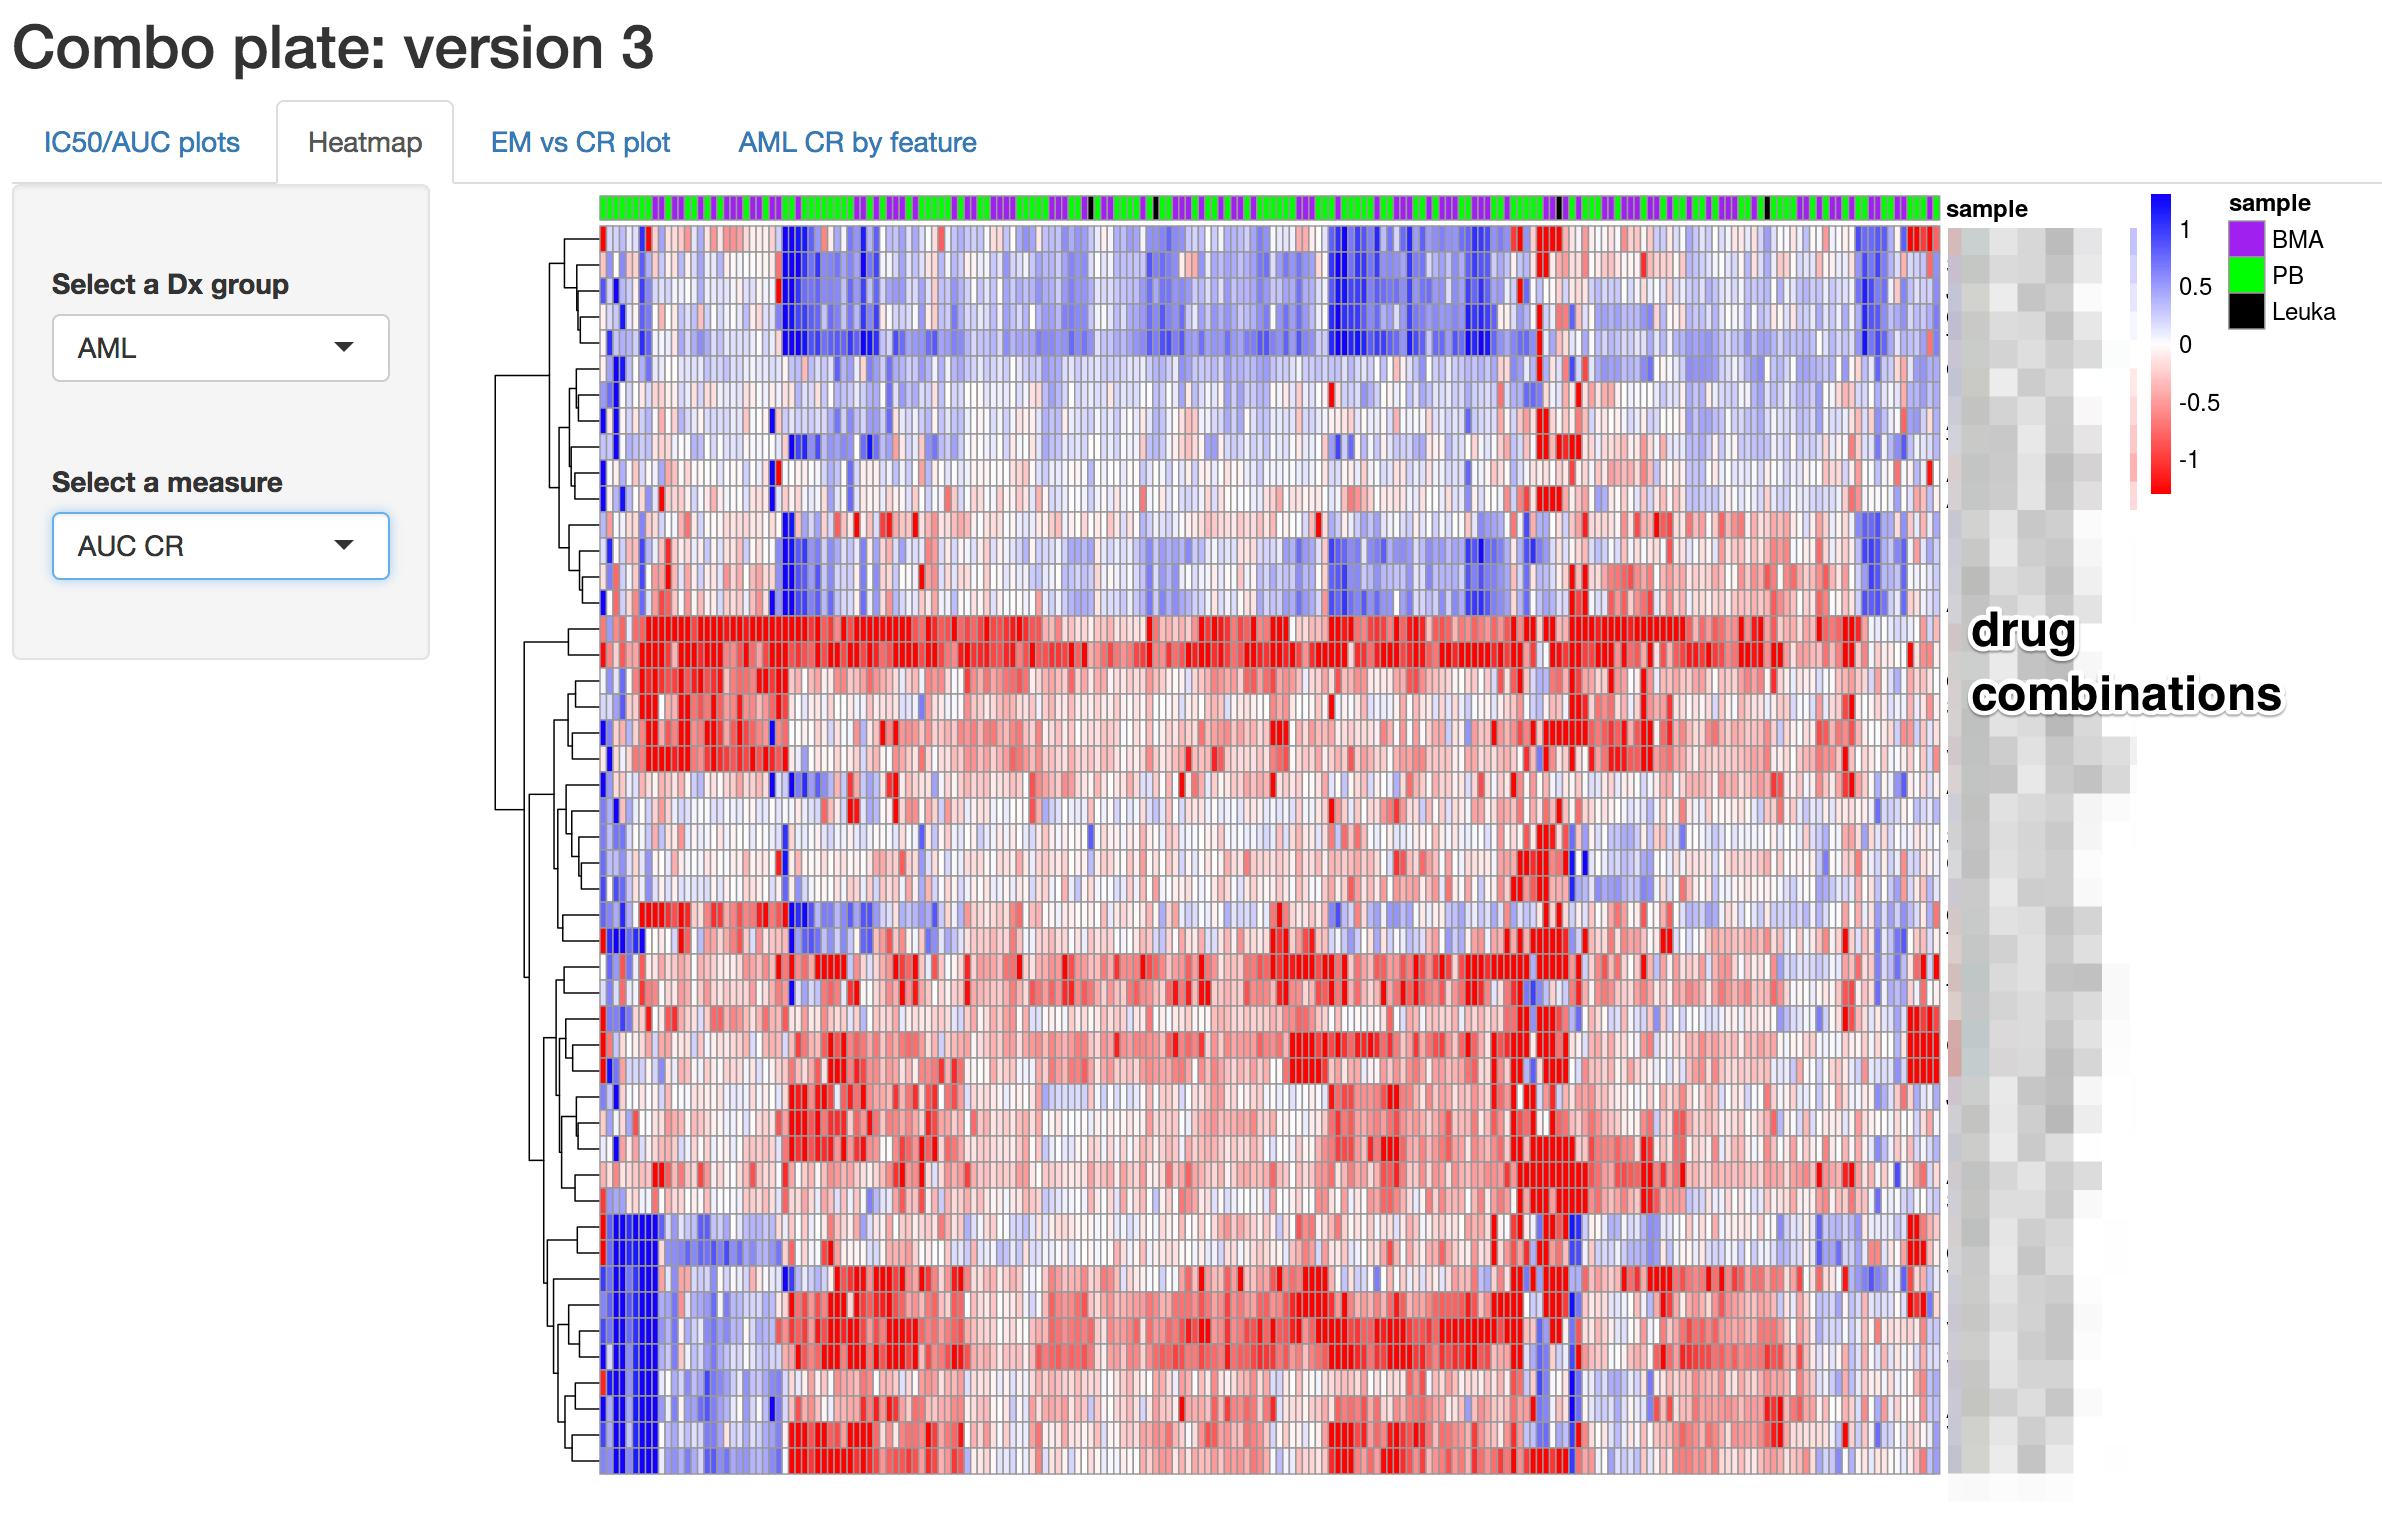 Combo plate: version 3
IC50/AUC plots
Heatmap
EM vs CR plot
AML CR by feature
Select a Dx group
AML
Select a measure
AUC CR
sample
1
0.5
0
-0.5
-1
sample
BMA
PB
Leuka
drug
combinations